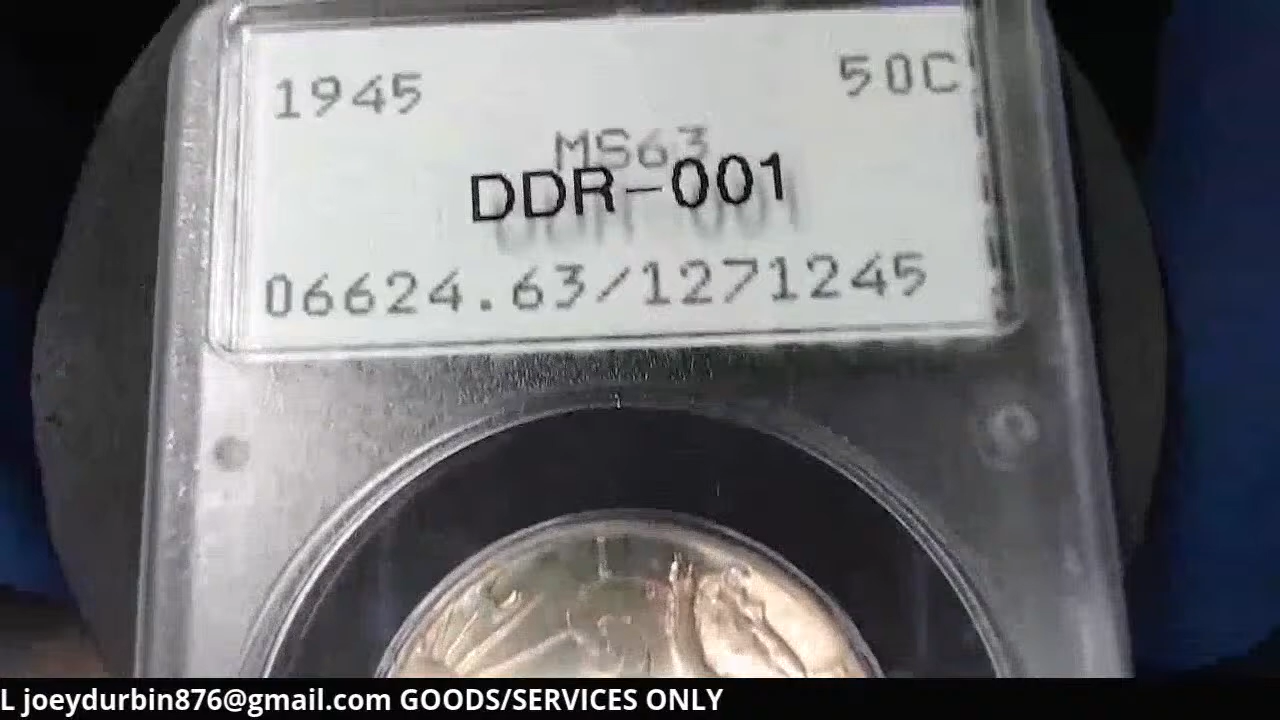 1945 50C
MS63
DDR-001
06624.63/1271245
L joeydurbin876@gmail.com GOODS/SERVICES ONLY